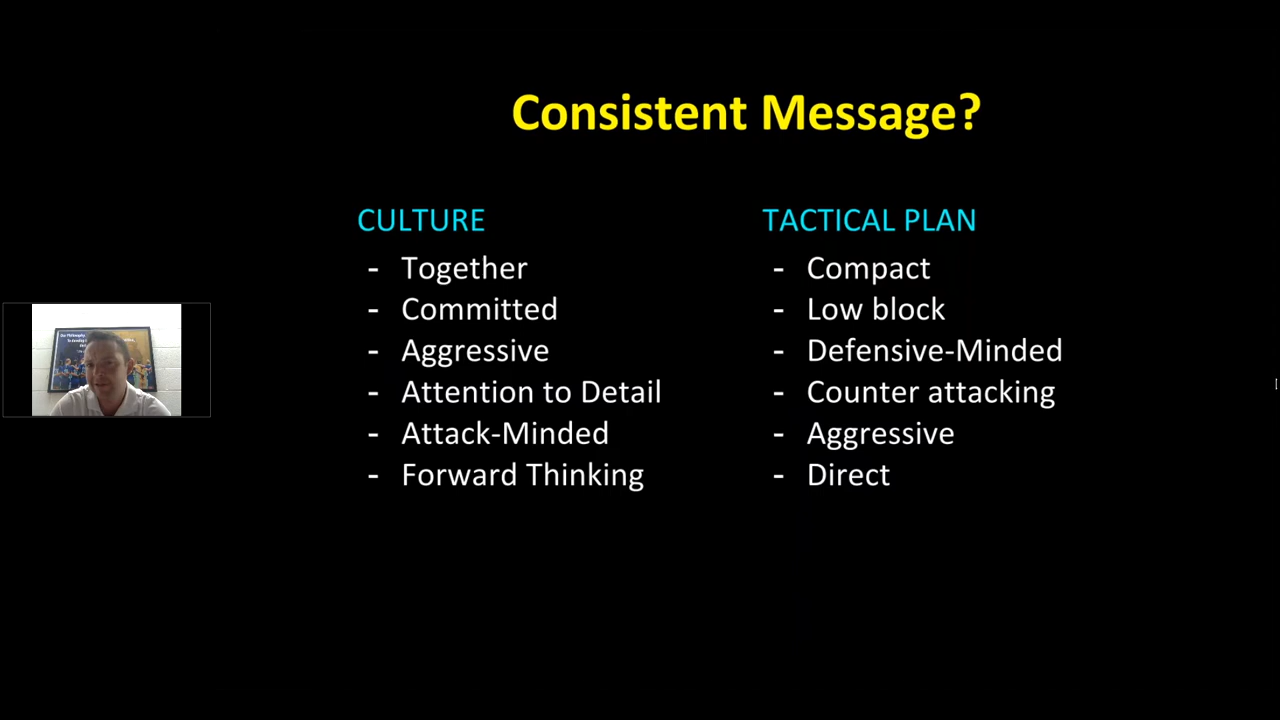 Consistent Message?
CULTURE
- Together
- Committed
- Aggressive
- Attention to Detail
- Attack-Minded
- Forward Thinking
TACTICAL PLAN
- Compact
- Low block
- Defensive-Minded
- Counter attacking
- Aggressive
- Direct